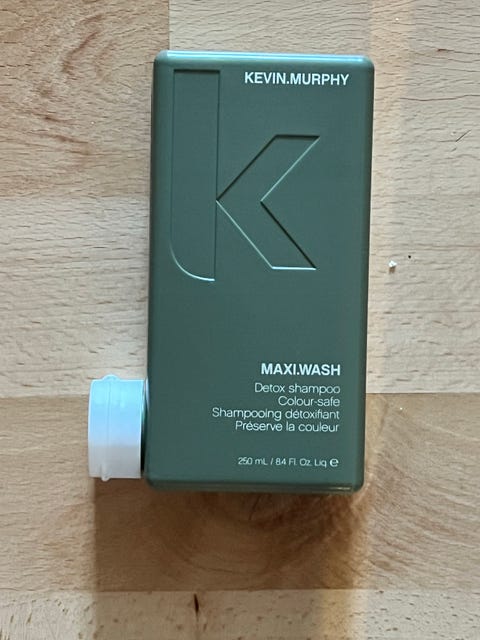 KEVIN.MURPHY
K
MAXI.WASH
Detox shampoo
Colour-safe
Shampooing détoxifiant
Préserve la couleur
250 mL / 8.4 Fl. Oz. Liq. ℮